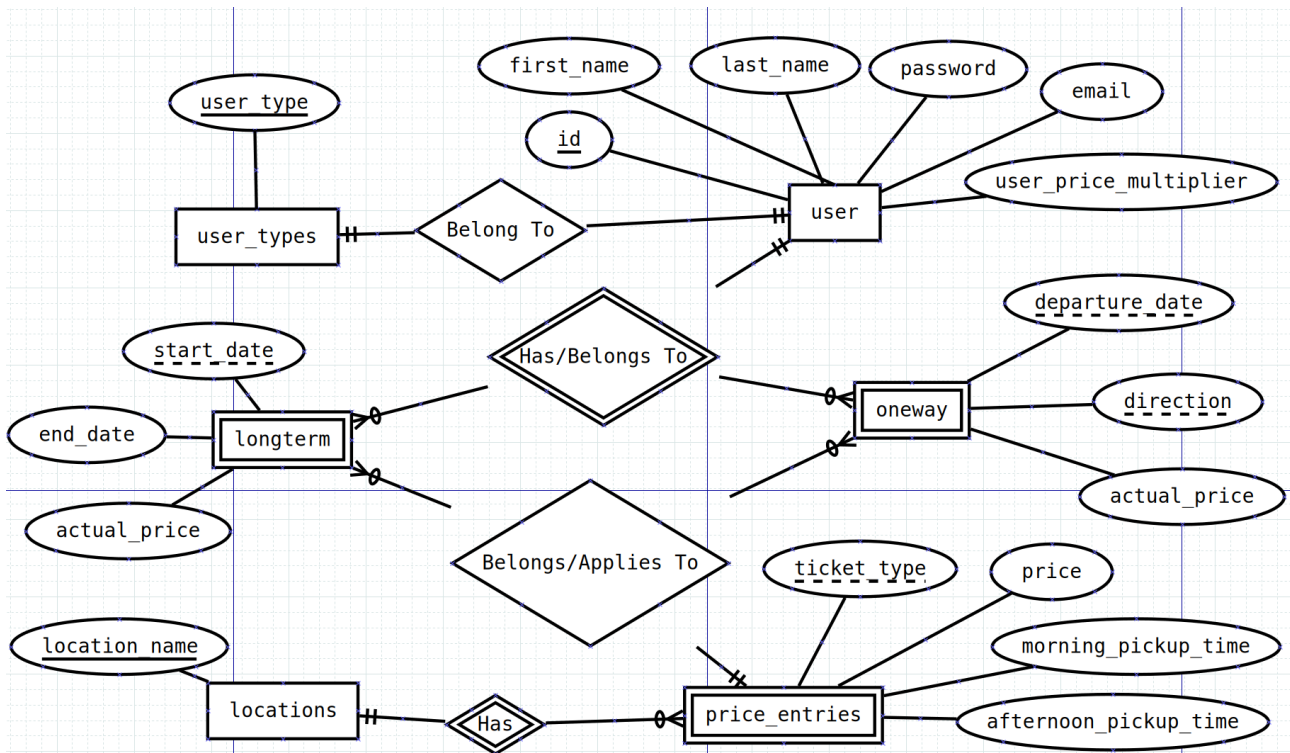 first_name
last_name
password
email
user_type
id
user_price_multiplier
user_types
Belong To
user
departure_date
start_date
Has/Belongs To
direction
end_date
longterm
oneway
actual_price
actual_price
Belongs/Applies To
ticket_type
price
location_name
morning_pickup_time
locations
Has
price_entries
afternoon_pickup_time